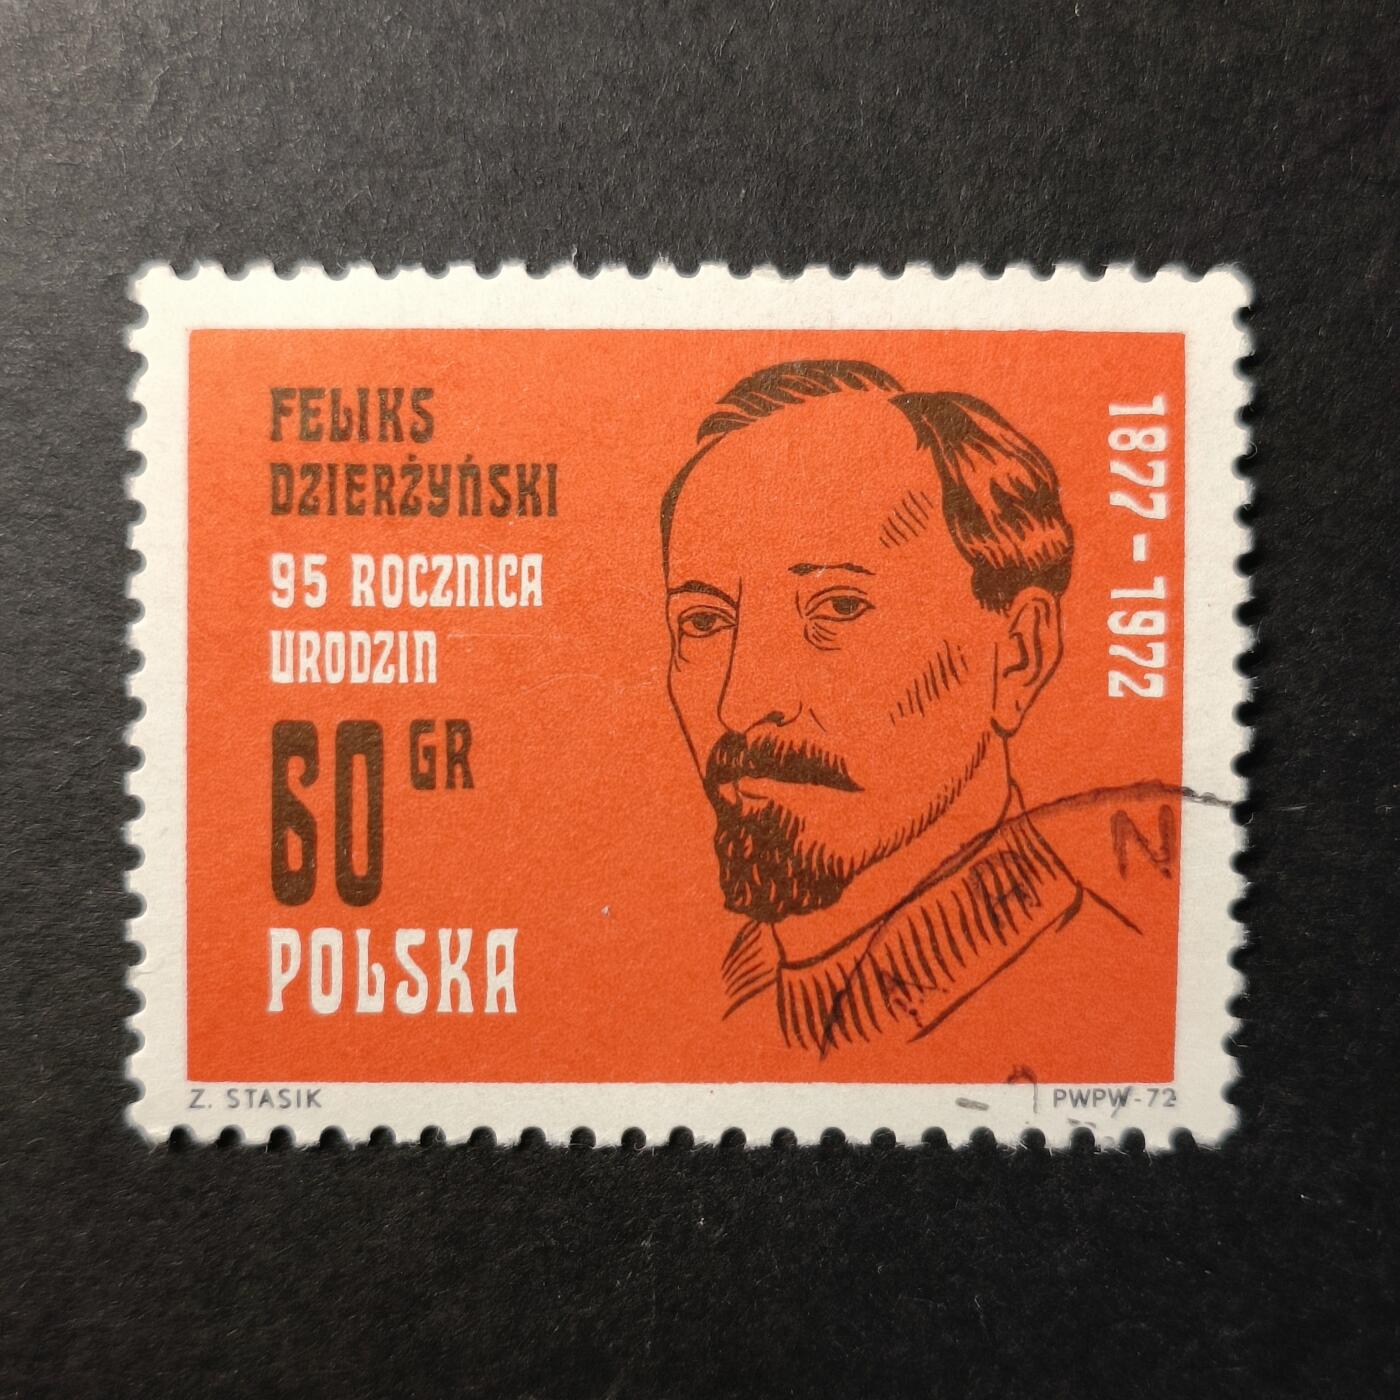 FELIKS
DZIERŻYŃSKI
95 ROCZNICA
URODZIN
60 GR
POLSKA
1877-1972
N
Z. STASIK
PWPW-72